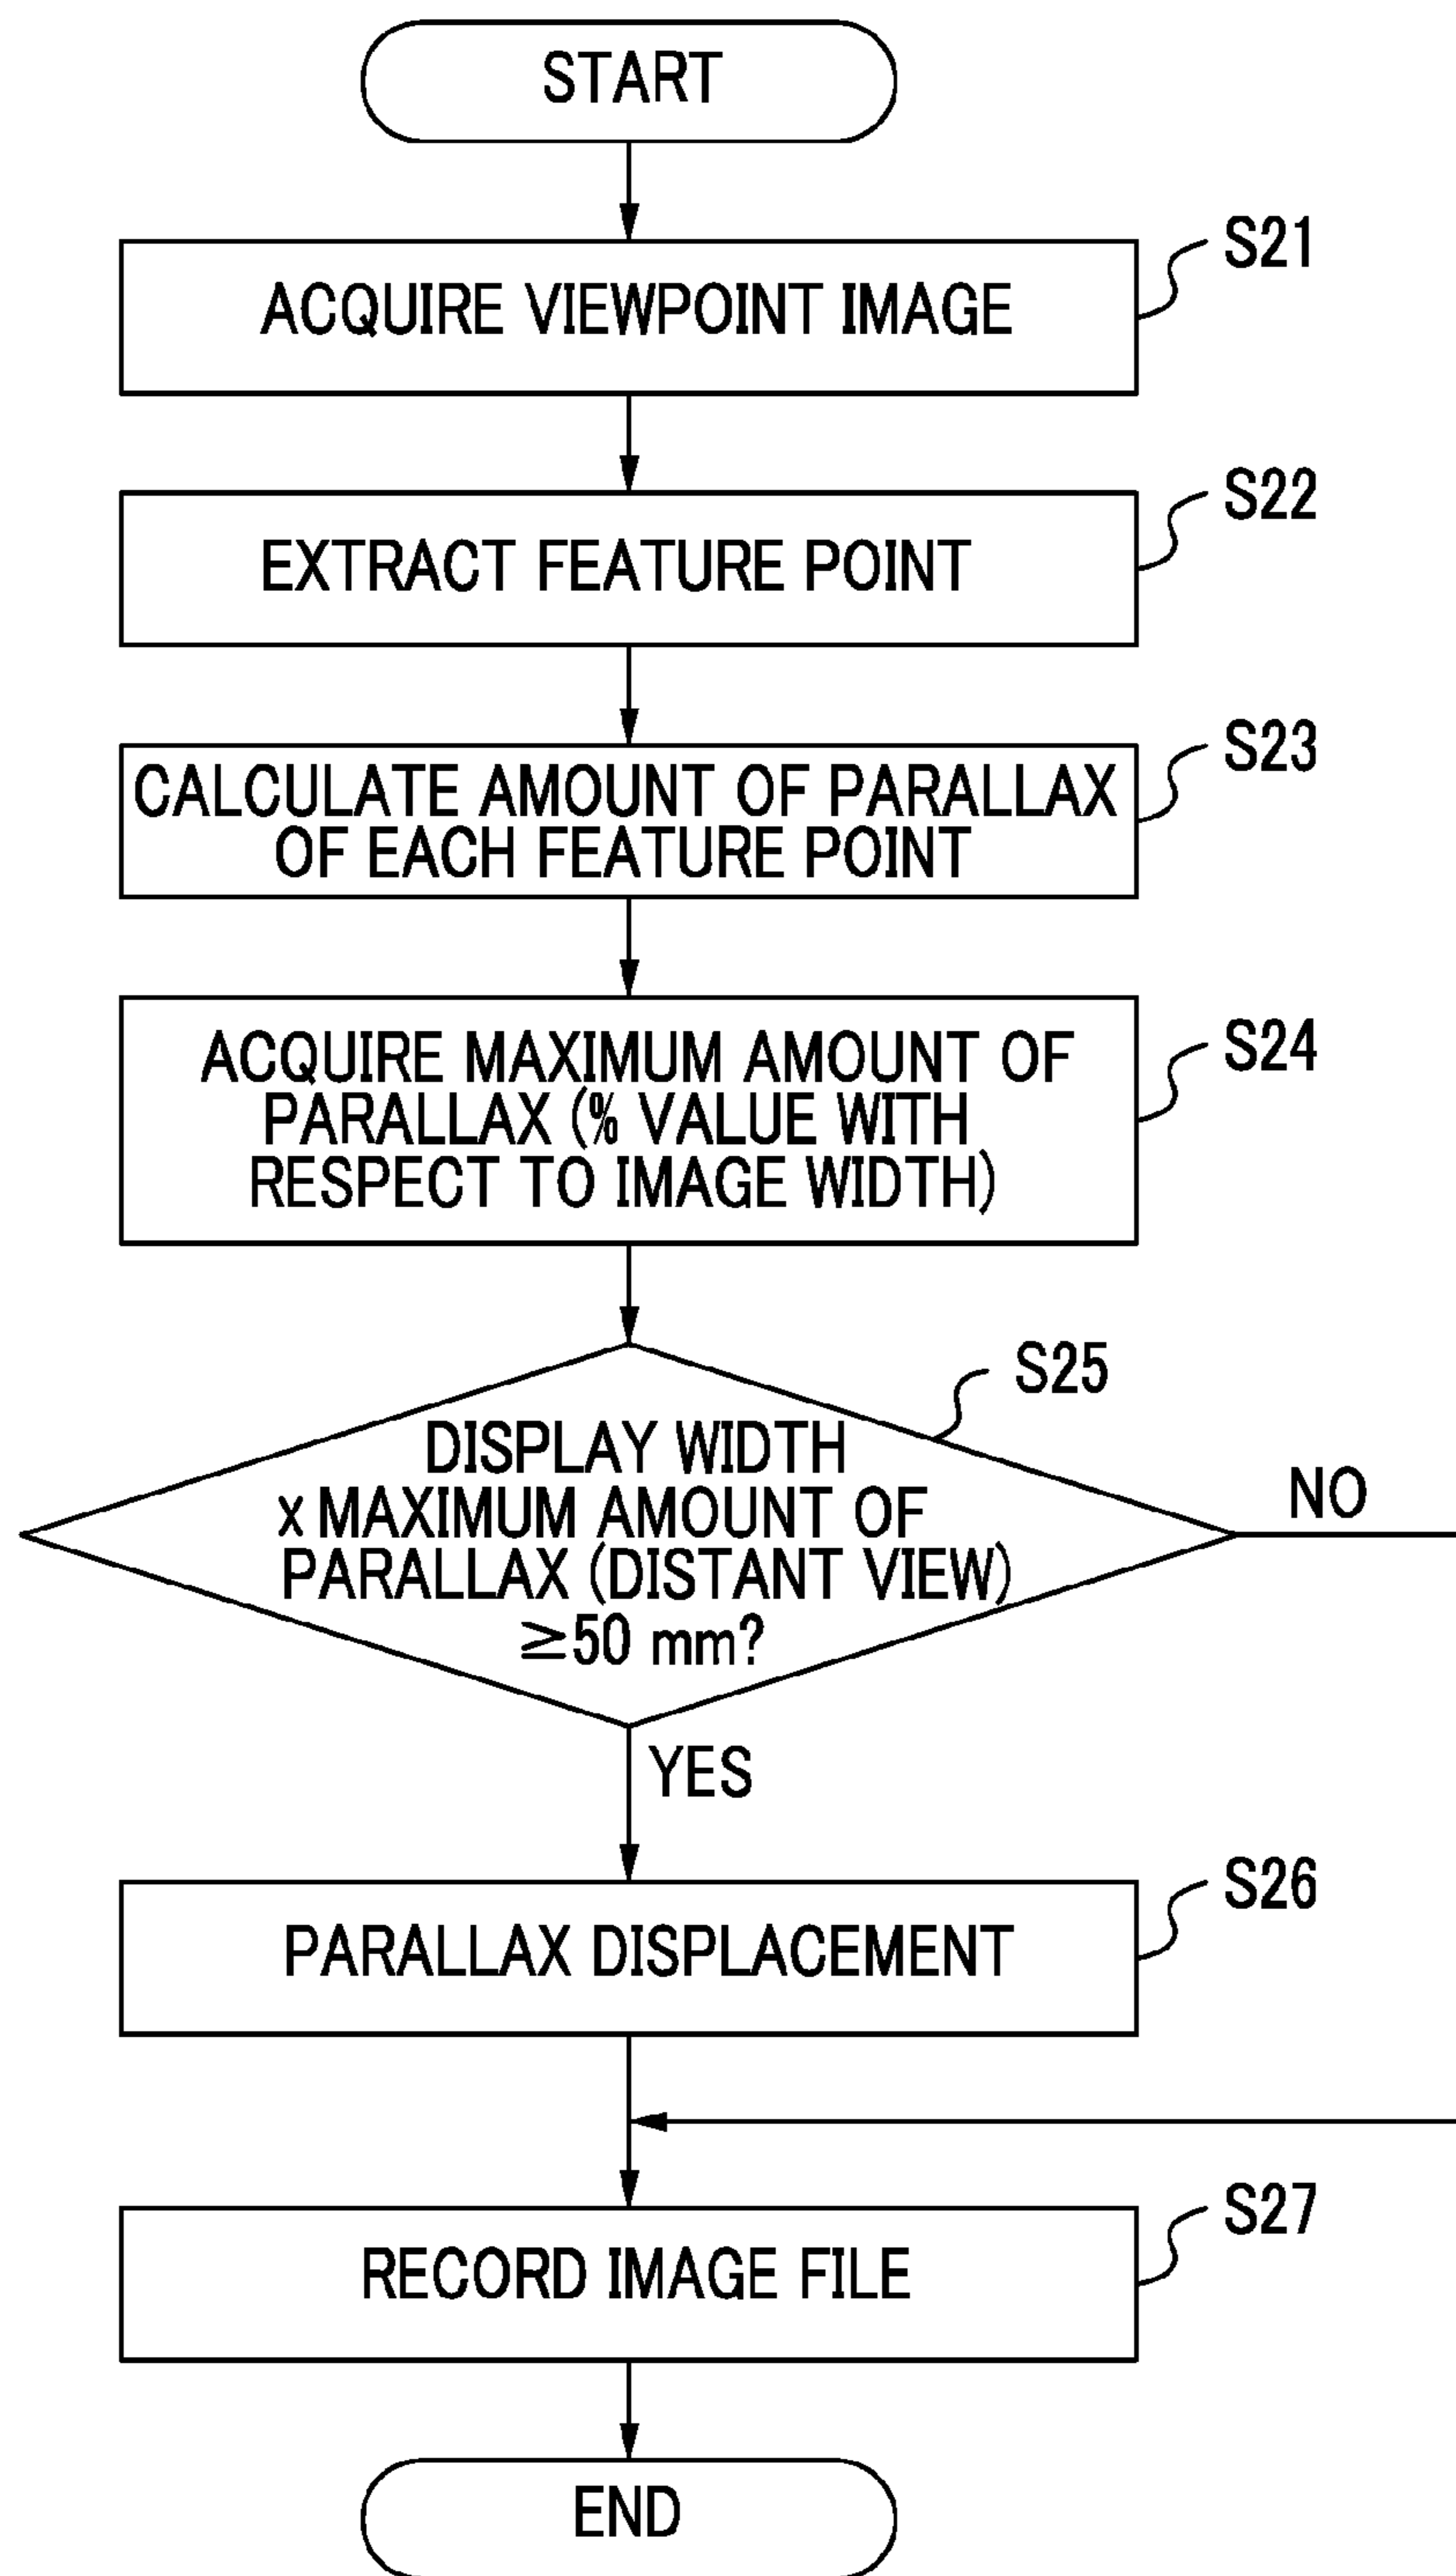 START
S21
ACQUIRE VIEWPOINT IMAGE
S22
EXTRACT FEATURE POINT
S23
CALCULATE AMOUNT OF PARALLAX
OF EACH FEATURE POINT
S24
ACQUIRE MAXIMUM AMOUNT OF
PARALLAX (% VALUE WITH
RESPECT TO IMAGE WIDTH)
S25
DISPLAY WIDTH
x MAXIMUM AMOUNT OF
PARALLAX (DISTANT VIEW)
≥50 mm?
NO
YES
S26
PARALLAX DISPLACEMENT
S27
RECORD IMAGE FILE
END